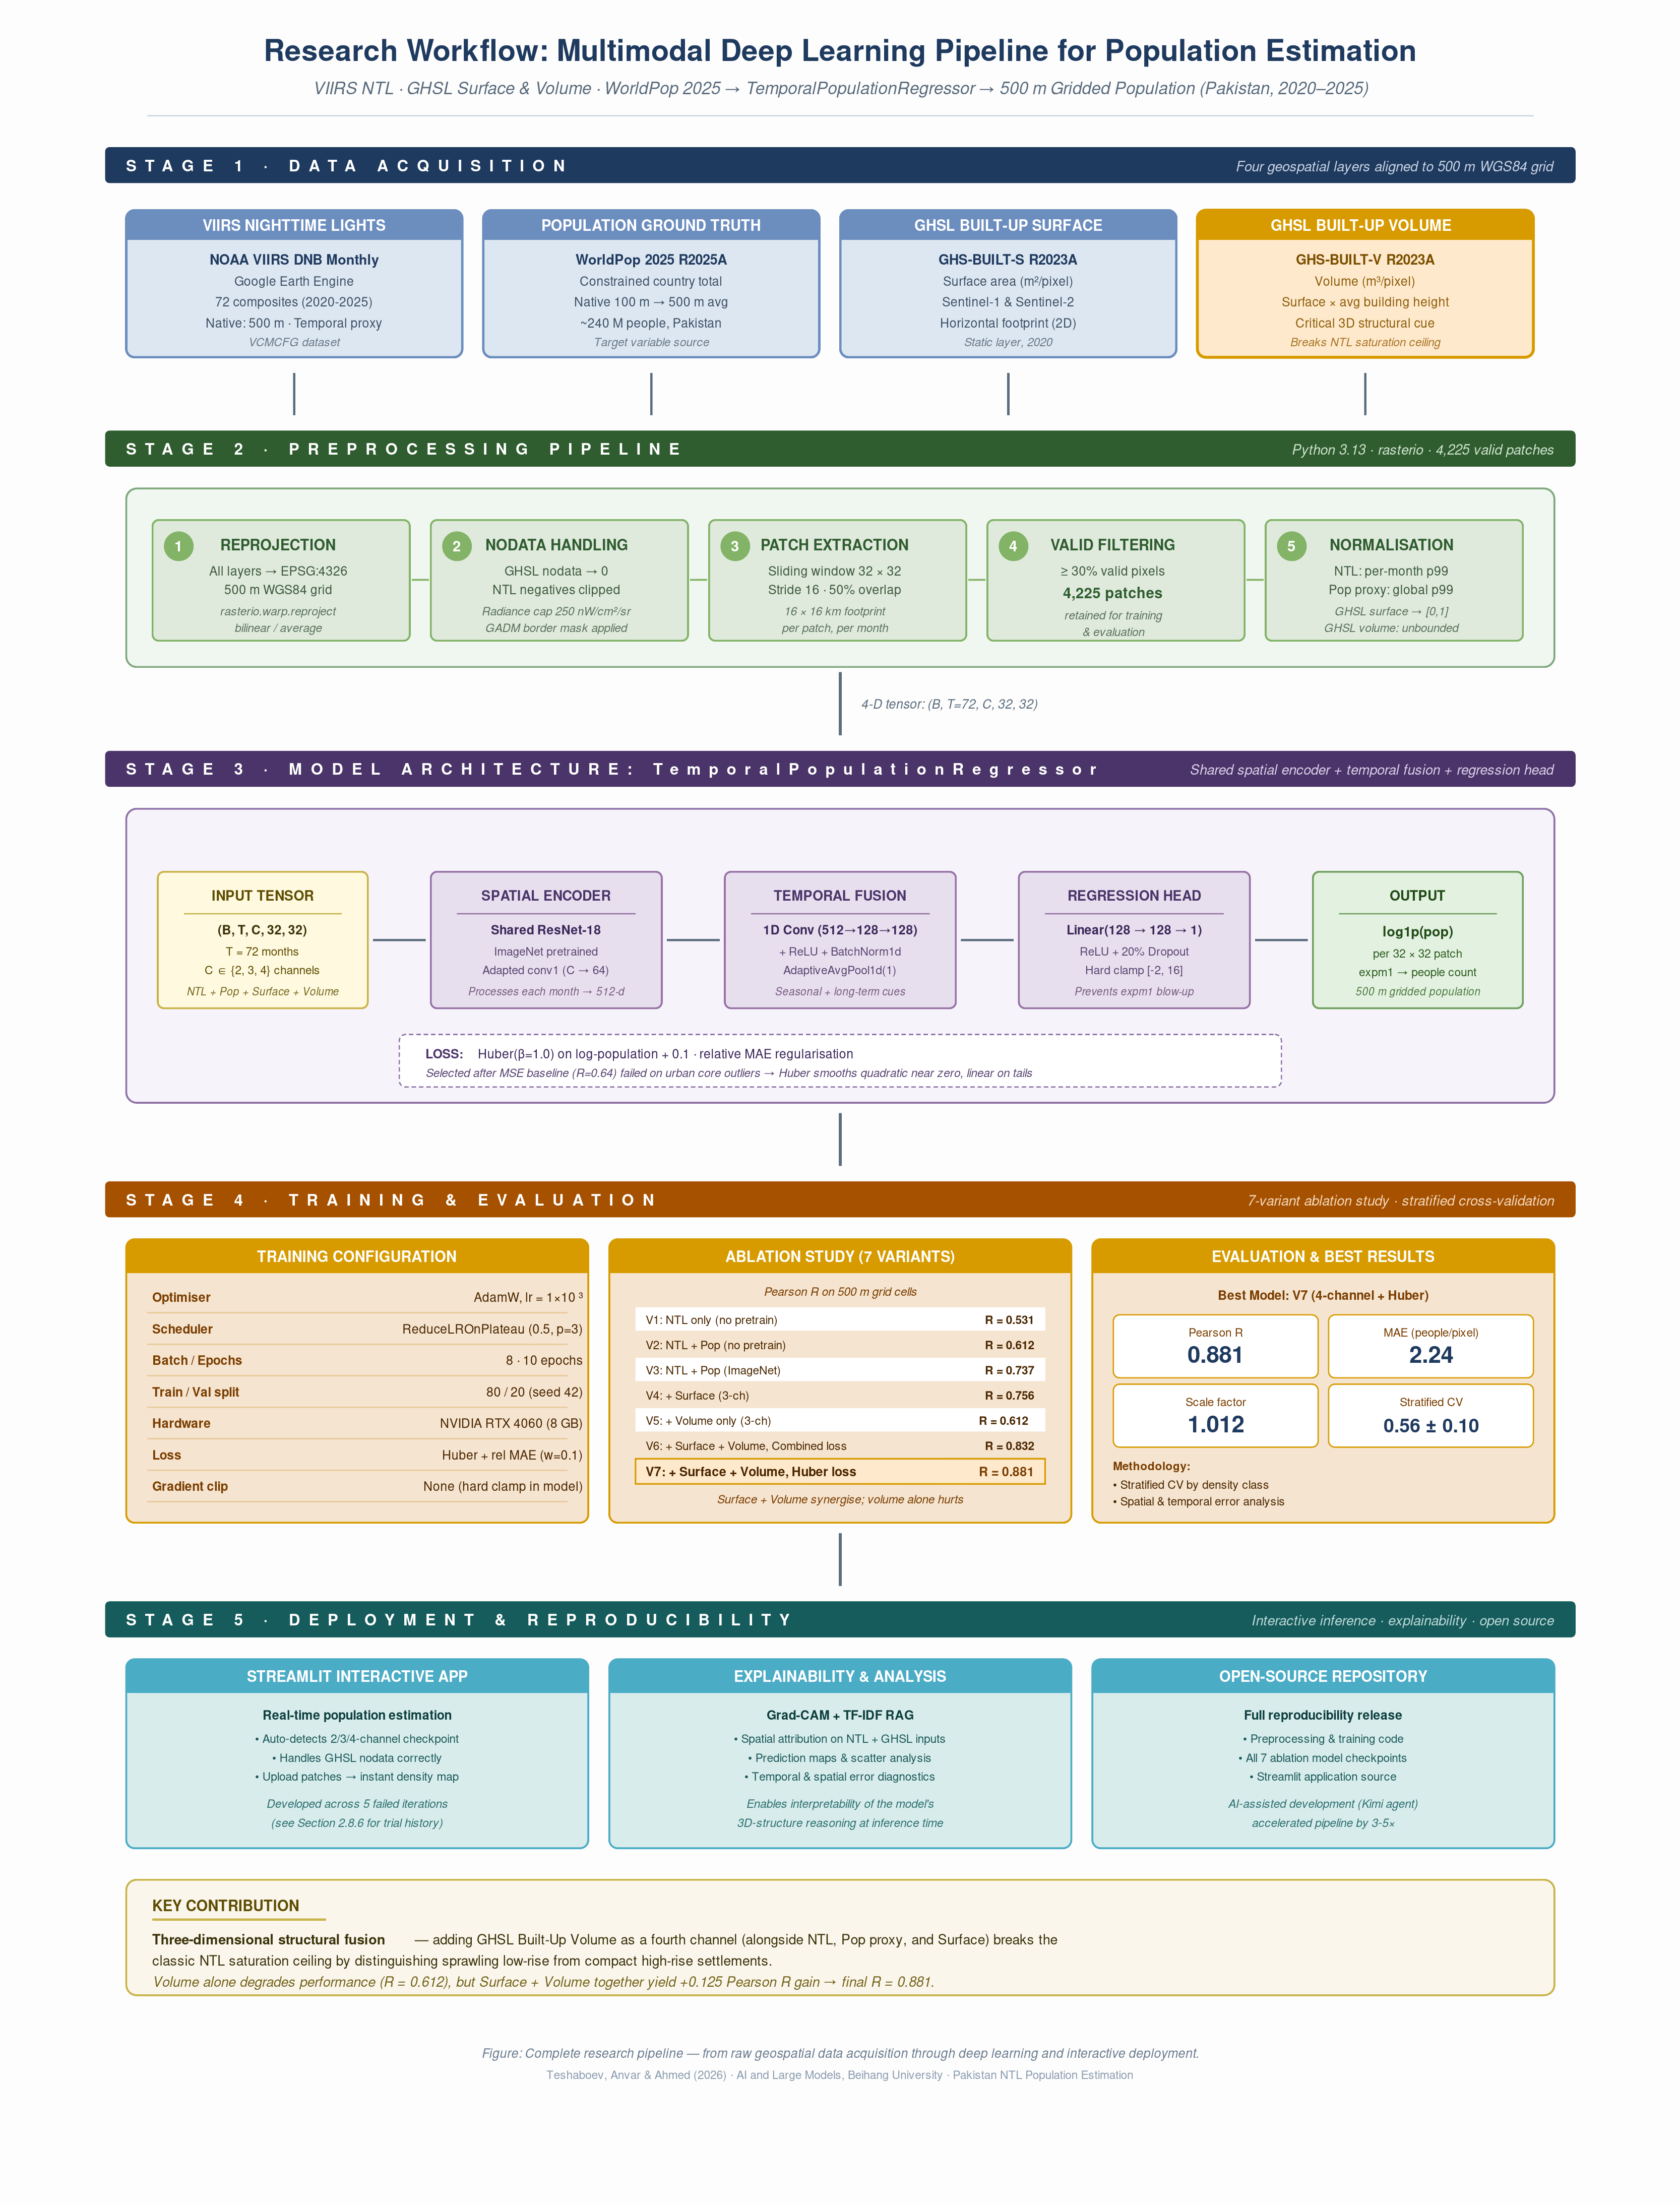 Research Workflow: Multimodal Deep Learning Pipeline for Population Estimation
VIIRS NTL · GHSL Surface & Volume · WorldPop 2025 → TemporalPopulationRegressor → 500 m Gridded Population (Pakistan, 2020–2025)
STAGE 1 · DATA ACQUISITION
Four geospatial layers aligned to 500 m WGS84 grid
VIIRS NIGHTTIME LIGHTS
NOAA VIIRS DNB Monthly
Google Earth Engine
72 composites (2020-2025)
Native: 500 m · Temporal proxy
VCMCFG dataset
POPULATION GROUND TRUTH
WorldPop 2025 R2025A
Constrained country total
Native 100 m → 500 m avg
~240 M people, Pakistan
Target variable source
GHSL BUILT-UP SURFACE
GHS-BUILT-S R2023A
Surface area (m²/pixel)
Sentinel-1 & Sentinel-2
Horizontal footprint (2D)
Static layer, 2020
GHSL BUILT-UP VOLUME
GHS-BUILT-V R2023A
Volume (m³/pixel)
Surface × avg building height
Critical 3D structural cue
Breaks NTL saturation ceiling
STAGE 2 · PREPROCESSING PIPELINE
Python 3.13 · rasterio · 4,225 valid patches
1
REPROJECTION
All layers → EPSG:4326
500 m WGS84 grid
rasterio.warp.reproject
bilinear / average
2
NODATA HANDLING
GHSL nodata → 0
NTL negatives clipped
Radiance cap 250 nW/cm²/sr
GADM border mask applied
3
PATCH EXTRACTION
Sliding window 32 × 32
Stride 16 · 50% overlap
16 × 16 km footprint
per patch, per month
4
VALID FILTERING
≥ 30% valid pixels
4,225 patches
retained for training
& evaluation
5
NORMALISATION
NTL: per-month p99
Pop proxy: global p99
GHSL surface → [0,1]
GHSL volume: unbounded
4-D tensor: (B, T=72, C, 32, 32)
STAGE 3 · MODEL ARCHITECTURE: TemporalPopulationRegressor
Shared spatial encoder + temporal fusion + regression head
INPUT TENSOR
(B, T, C, 32, 32)
T = 72 months
C ∈ {2, 3, 4} channels
NTL + Pop + Surface + Volume
SPATIAL ENCODER
Shared ResNet-18
ImageNet pretrained
Adapted conv1 (C → 64)
Processes each month → 512-d
TEMPORAL FUSION
1D Conv (512→128→128)
+ ReLU + BatchNorm1d
AdaptiveAvgPool1d(1)
Seasonal + long-term cues
REGRESSION HEAD
Linear(128 → 128 → 1)
ReLU + 20% Dropout
Hard clamp [-2, 16]
Prevents expm1 blow-up
OUTPUT
log1p(pop)
per 32 × 32 patch
expm1 → people count
500 m gridded population
LOSS: Huber(β=1.0) on log-population + 0.1 · relative MAE regularisation
Selected after MSE baseline (R=0.64) failed on urban core outliers → Huber smooths quadratic near zero, linear on tails
STAGE 4 · TRAINING & EVALUATION
7-variant ablation study · stratified cross-validation
TRAINING CONFIGURATION
Optimiser AdamW, lr = 1×10 ³
Scheduler ReduceLROnPlateau (0.5, p=3)
Batch / Epochs 8 · 10 epochs
Train / Val split 80 / 20 (seed 42)
Hardware NVIDIA RTX 4060 (8 GB)
Loss Huber + rel MAE (w=0.1)
Gradient clip None (hard clamp in model)
ABLATION STUDY (7 VARIANTS)
Pearson R on 500 m grid cells
V1: NTL only (no pretrain) R = 0.531
V2: NTL + Pop (no pretrain) R = 0.612
V3: NTL + Pop (ImageNet) R = 0.737
V4: + Surface (3-ch) R = 0.756
V5: + Volume only (3-ch) R = 0.612
V6: + Surface + Volume, Combined loss R = 0.832
V7: + Surface + Volume, Huber loss R = 0.881
Surface + Volume synergise; volume alone hurts
EVALUATION & BEST RESULTS
Best Model: V7 (4-channel + Huber)
Pearson R
0.881
MAE (people/pixel)
2.24
Scale factor
1.012
Stratified CV
0.56 ± 0.10
Methodology:
• Stratified CV by density class
• Spatial & temporal error analysis
STAGE 5 · DEPLOYMENT & REPRODUCIBILITY
Interactive inference · explainability · open source
STREAMLIT INTERACTIVE APP
Real-time population estimation
• Auto-detects 2/3/4-channel checkpoint
• Handles GHSL nodata correctly
• Upload patches → instant density map
Developed across 5 failed iterations
(see Section 2.8.6 for trial history)
EXPLAINABILITY & ANALYSIS
Grad-CAM + TF-IDF RAG
• Spatial attribution on NTL + GHSL inputs
• Prediction maps & scatter analysis
• Temporal & spatial error diagnostics
Enables interpretability of the model's
3D-structure reasoning at inference time
OPEN-SOURCE REPOSITORY
Full reproducibility release
• Preprocessing & training code
• All 7 ablation model checkpoints
• Streamlit application source
AI-assisted development (Kimi agent)
accelerated pipeline by 3-5×
KEY CONTRIBUTION
Three-dimensional structural fusion — adding GHSL Built-Up Volume as a fourth channel (alongside NTL, Pop proxy, and Surface) breaks the
classic NTL saturation ceiling by distinguishing sprawling low-rise from compact high-rise settlements.
Volume alone degrades performance (R = 0.612), but Surface + Volume together yield +0.125 Pearson R gain → final R = 0.881.
Figure: Complete research pipeline — from raw geospatial data acquisition through deep learning and interactive deployment.
Teshaboev, Anvar & Ahmed (2026) · AI and Large Models, Beihang University · Pakistan NTL Population Estimation